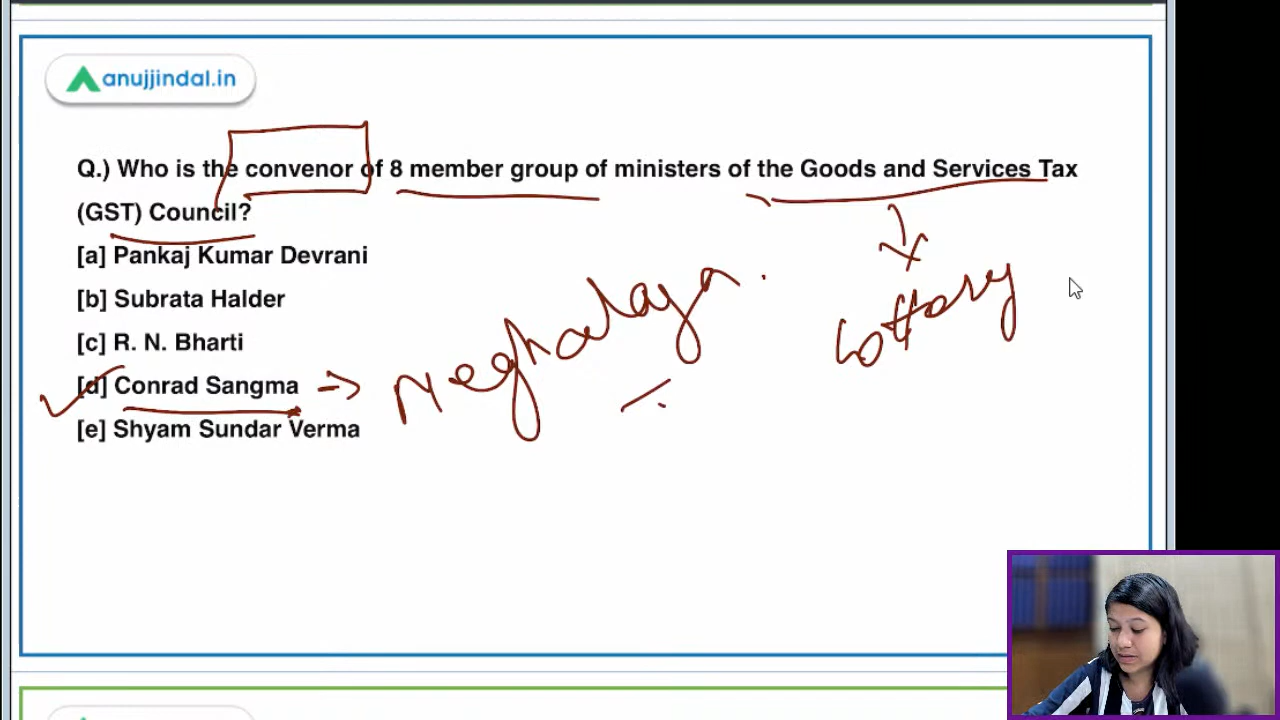 anujjindal.in
Q.) Who is the convenor of 8 member group of ministers of the Goods and Services Tax
(GST) Council?
[a] Pankaj Kumar Devrani
[b] Subrata Halder
[c] R. N. Bharti
[d] Conrad Sangma → Meghalaya.
[e] Shyam Sundar Verma
Lottery